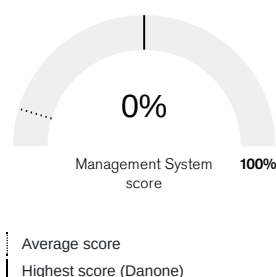 0%
Management System 100%
score
Average score
Highest score (Danone)